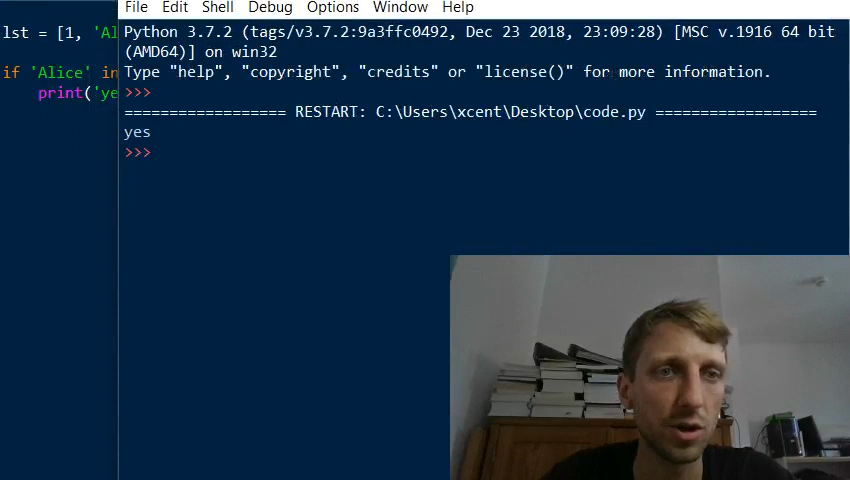 File Edit Shell Debug Options Window Help
lst = [1, 'Al
if 'Alice' in
print('ye
Python 3.7.2 (tags/v3.7.2:9a3ffc0492, Dec 23 2018, 23:09:28) [MSC v.1916 64 bit
(AMD64)] on win32
Type "help", "copyright", "credits" or "license()" for more information.
>>>
================== RESTART: C:\Users\xcent\Desktop\code.py ==================
yes
>>>